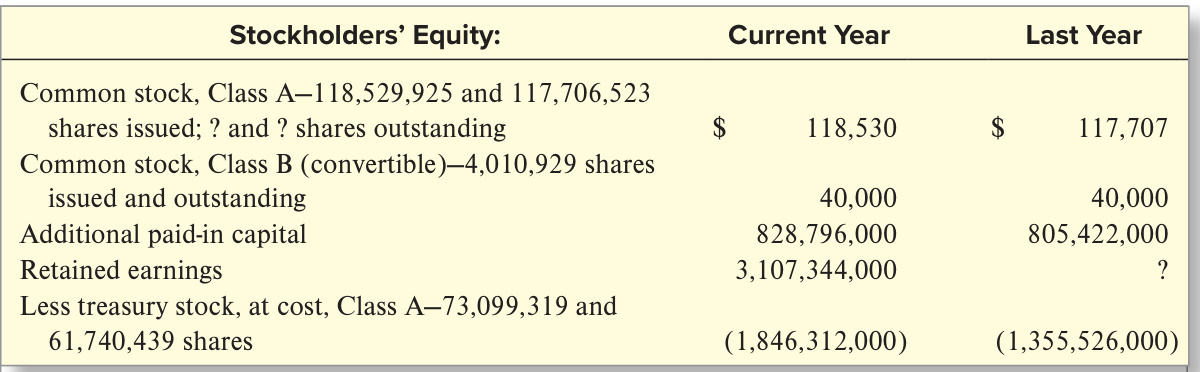 Stockholders’ Equity: Current Year Last Year
Common stock, Class A—118,529,925 and 117,706,523
shares issued; ? and ? shares outstanding $ 118,530 $ 117,707
Common stock, Class B (convertible)—4,010,929 shares
issued and outstanding 40,000 40,000
Additional paid-in capital 828,796,000 805,422,000
Retained earnings 3,107,344,000 ?
Less treasury stock, at cost, Class A—73,099,319 and
61,740,439 shares (1,846,312,000) (1,355,526,000)